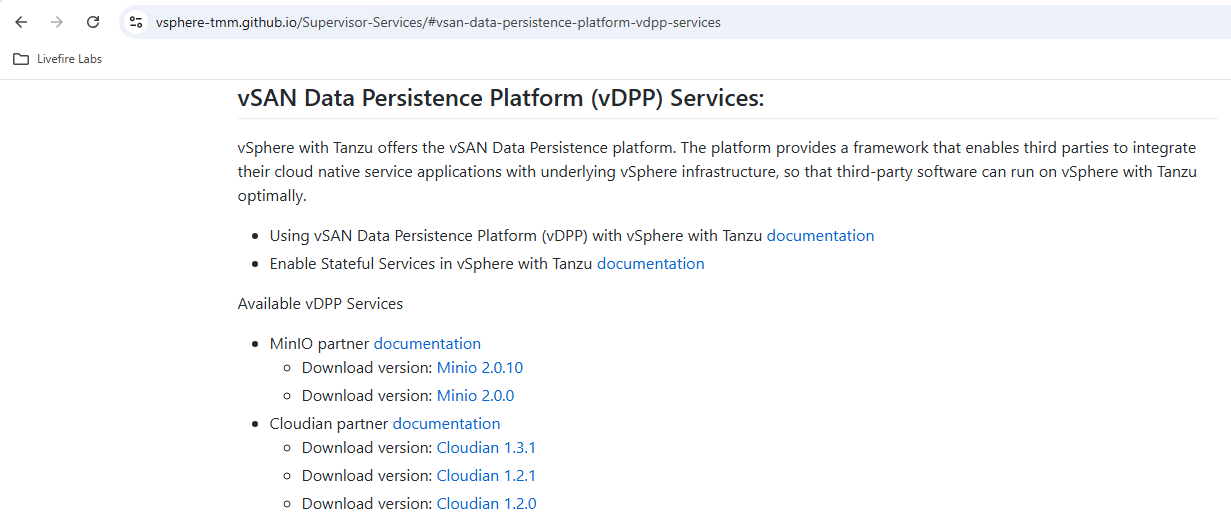 vsphere-tmm.github.io/Supervisor-Services/#vsan-data-persistence-platform-vdpp-services
Livefire Labs
vSAN Data Persistence Platform (vDPP) Services:
vSphere with Tanzu offers the vSAN Data Persistence platform. The platform provides a framework that enables third parties to integrate
their cloud native service applications with underlying vSphere infrastructure, so that third-party software can run on vSphere with Tanzu
optimally.
Using vSAN Data Persistence Platform (vDPP) with vSphere with Tanzu documentation
Enable Stateful Services in vSphere with Tanzu documentation
Available vDPP Services
MinIO partner documentation
Download version: Minio 2.0.10
Download version: Minio 2.0.0
Cloudian partner documentation
Download version: Cloudian 1.3.1
Download version: Cloudian 1.2.1
Download version: Cloudian 1.2.0